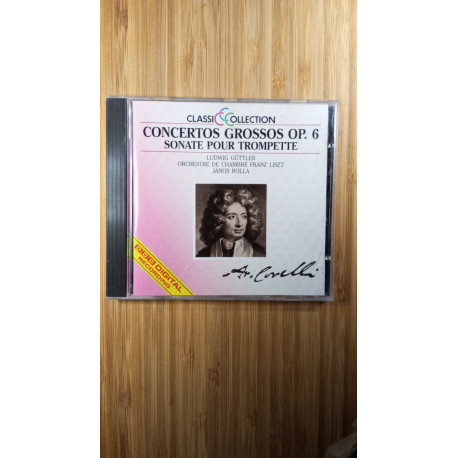 CLASSIC COLLECTION
CONCERTOS GROSSOS OP. 6
SONATE POUR TROMPETTE
LUDWIG GÜTTLER
ORCHESTRE DE CHAMBRE FRANZ LISZT
JANOS ROLLA
DIGITAL
RECORDING
A. Corelli